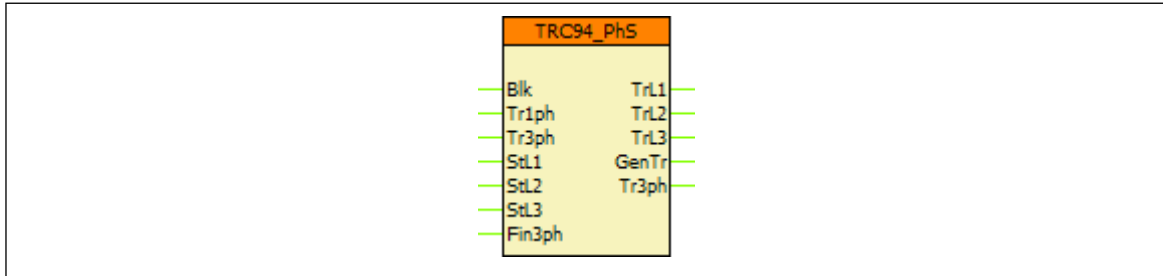 TRC94_PhS
Blk TrL1
Tr1ph TrL2
Tr3ph TrL3
StL1 GenTr
StL2 Tr3ph
StL3
Fin3ph